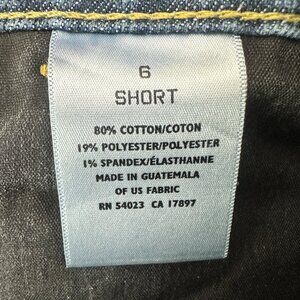 6
SHORT
80% COTTON/COTON
19% POLYESTER/POLYESTER
1% SPANDEX/ÉLASTHANNE
MADE IN GUATEMALA
OF US FABRIC
RN 54023 CA 17897